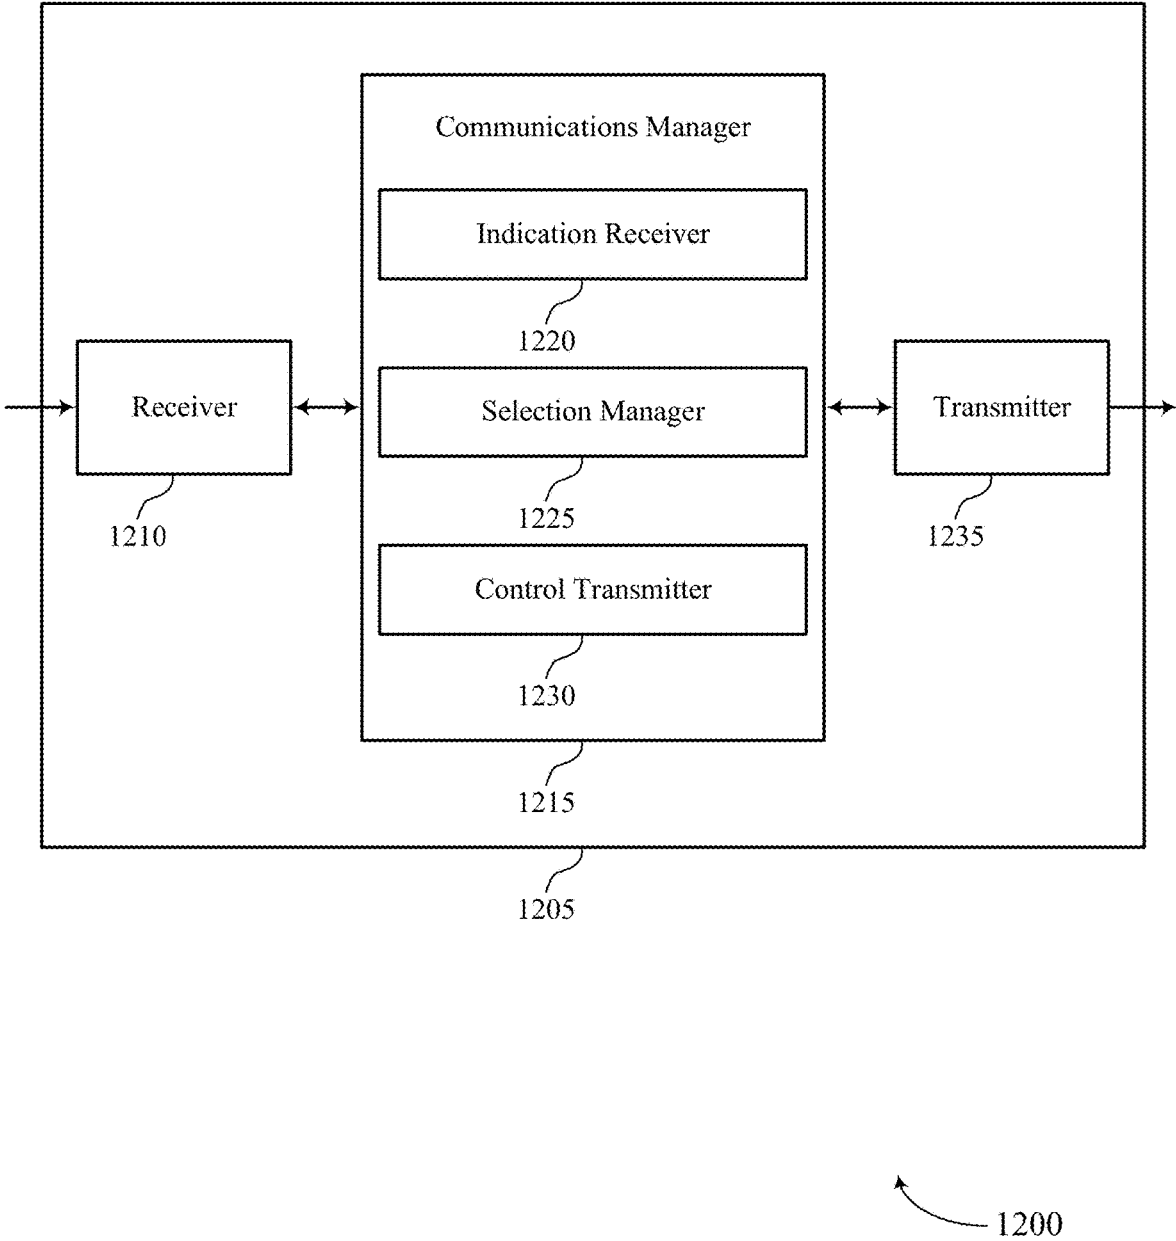 Communications Manager
Indication Receiver
1220
Receiver
1210
Selection Manager
1225
Transmitter
1235
Control Transmitter
1230
1215
1205
1200